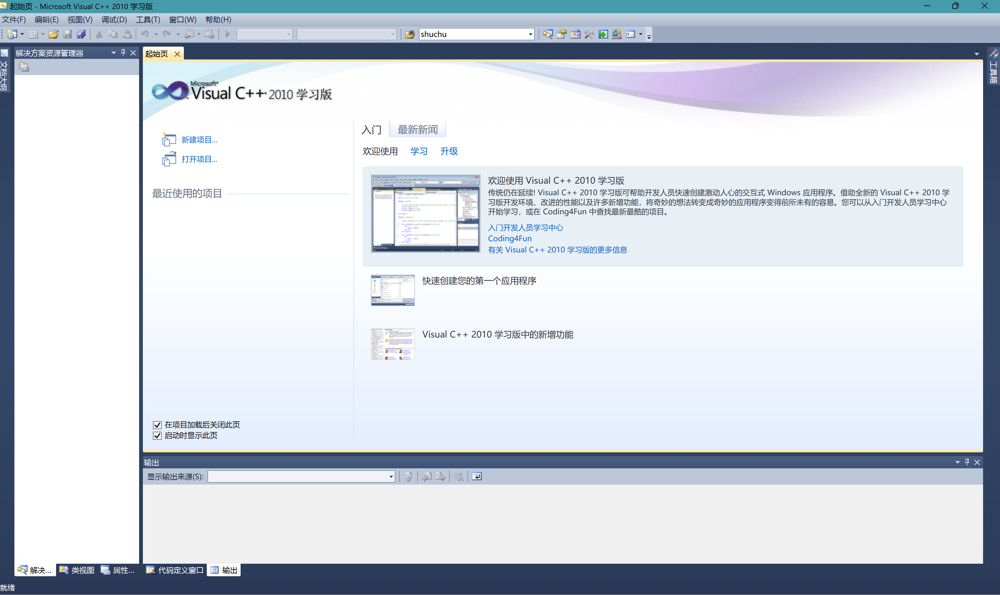 起始页 - Microsoft Visual C++ 2010 学习版
文件(F) 编辑(E) 视图(V) 调试(D) 工具(T) 窗口(W) 帮助(H)
shuchu
文档大纲
解决方案资源管理器
起始页
工具箱
Microsoft®
Visual C++ 2010 学习版
新建项目...
打开项目...
最近使用的项目
在项目加载后关闭此页
启动时显示此页
入门 最新新闻
欢迎使用 学习 升级
欢迎使用 Visual C++ 2010 学习版
传统仍在延续! Visual C++ 2010 学习版可帮助开发人员快速创建激动人心的交互式 Windows 应用程序。借助全新的 Visual C++ 2010 学
习版开发环境、改进的性能以及许多新增功能，将奇妙的想法转变成奇妙的应用程序变得前所未有的容易。您可以从入门开发人员学习中心
开始学习，或在 Coding4Fun 中查找最新最酷的项目。
入门开发人员学习中心
Coding4Fun
有关 Visual C++ 2010 学习版的更多信息
快速创建您的第一个应用程序
Visual C++ 2010 学习版中的新增功能
输出
显示输出来源(S):
解决... 类视图 属性... 代码定义窗口 输出
就绪